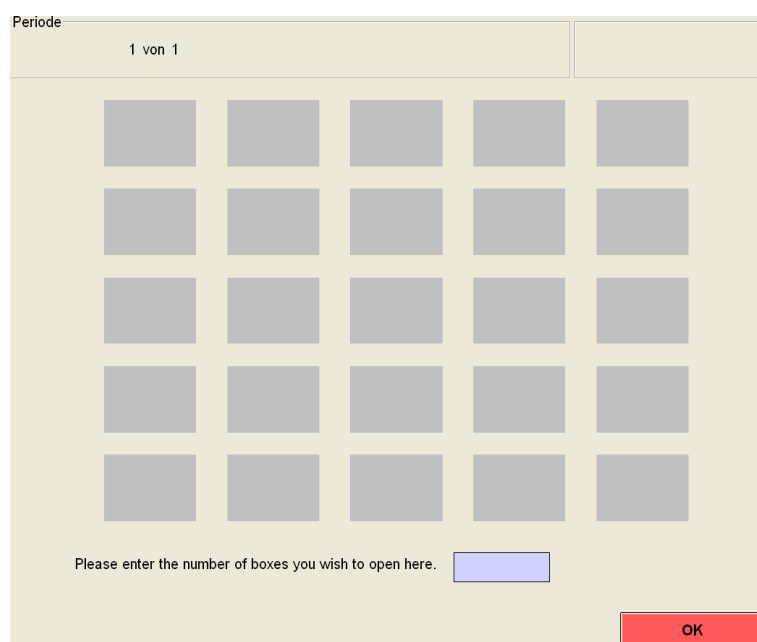 Periode
1 von 1
Please enter the number of boxes you wish to open here.
OK